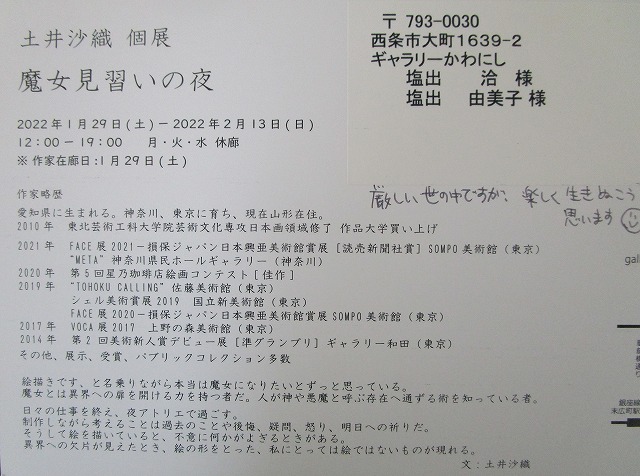 土井沙織 個展
魔女見習いの夜
2022年1月29日(土)－2022年2月13日(日)
12:00－19:00　月・火・水 休廊
※ 作家在廊日:1月29日(土)
〒793-0030
西条市大町1639-2
ギャラリーかわにし
塩出　洽　様
塩出　由美子 様
厳しい世の中ですが、楽しく生きぬこう
思います
作家略歴
愛知県に生まれる。神奈川、東京に育ち、現在山形在住。
2010年　東北芸術工科大学院芸術文化専攻日本画領域修了 作品大学買い上げ
2021年　FACE展2021－損保ジャパン日本興亜美術館賞展[読売新聞社賞]SOMPO美術館（東京）
“META”神奈川県民ホールギャラリー（神奈川）
2020年　第5回星乃珈琲店絵画コンテスト[佳作]
2019年　“TOHOKU CALLING”佐藤美術館（東京）
シェル美術賞展2019　国立新美術館（東京）
FACE展2020－損保ジャパン日本興亜美術館賞展SOMPO美術館（東京）
2017年　VOCA展2017　上野の森美術館（東京）
2014年　第2回美術新人賞デビュー展[準グランプリ]ギャラリー和田（東京）
その他、展示、受賞、パブリックコレクション多数
絵描きです、と名乗りながら本当は魔女になりたいとずっと思っている。
魔女とは異界への扉を開ける力を持つ者だ。人が神や悪魔と呼ぶ存在へ通ずる術を知っている者。
日々の仕事を終え、夜アトリエで過ごす。
制作しながら考えることは過去のことや後悔、疑問、怒り、明日への祈りだ。
そうして絵を描いていると、不意に何かがよぎるときがある。
異界への欠片が見えたとき、絵の形をとった、私にとっては絵ではないものが現れる。
文：土井沙織
gal
銀座線
末広町駅